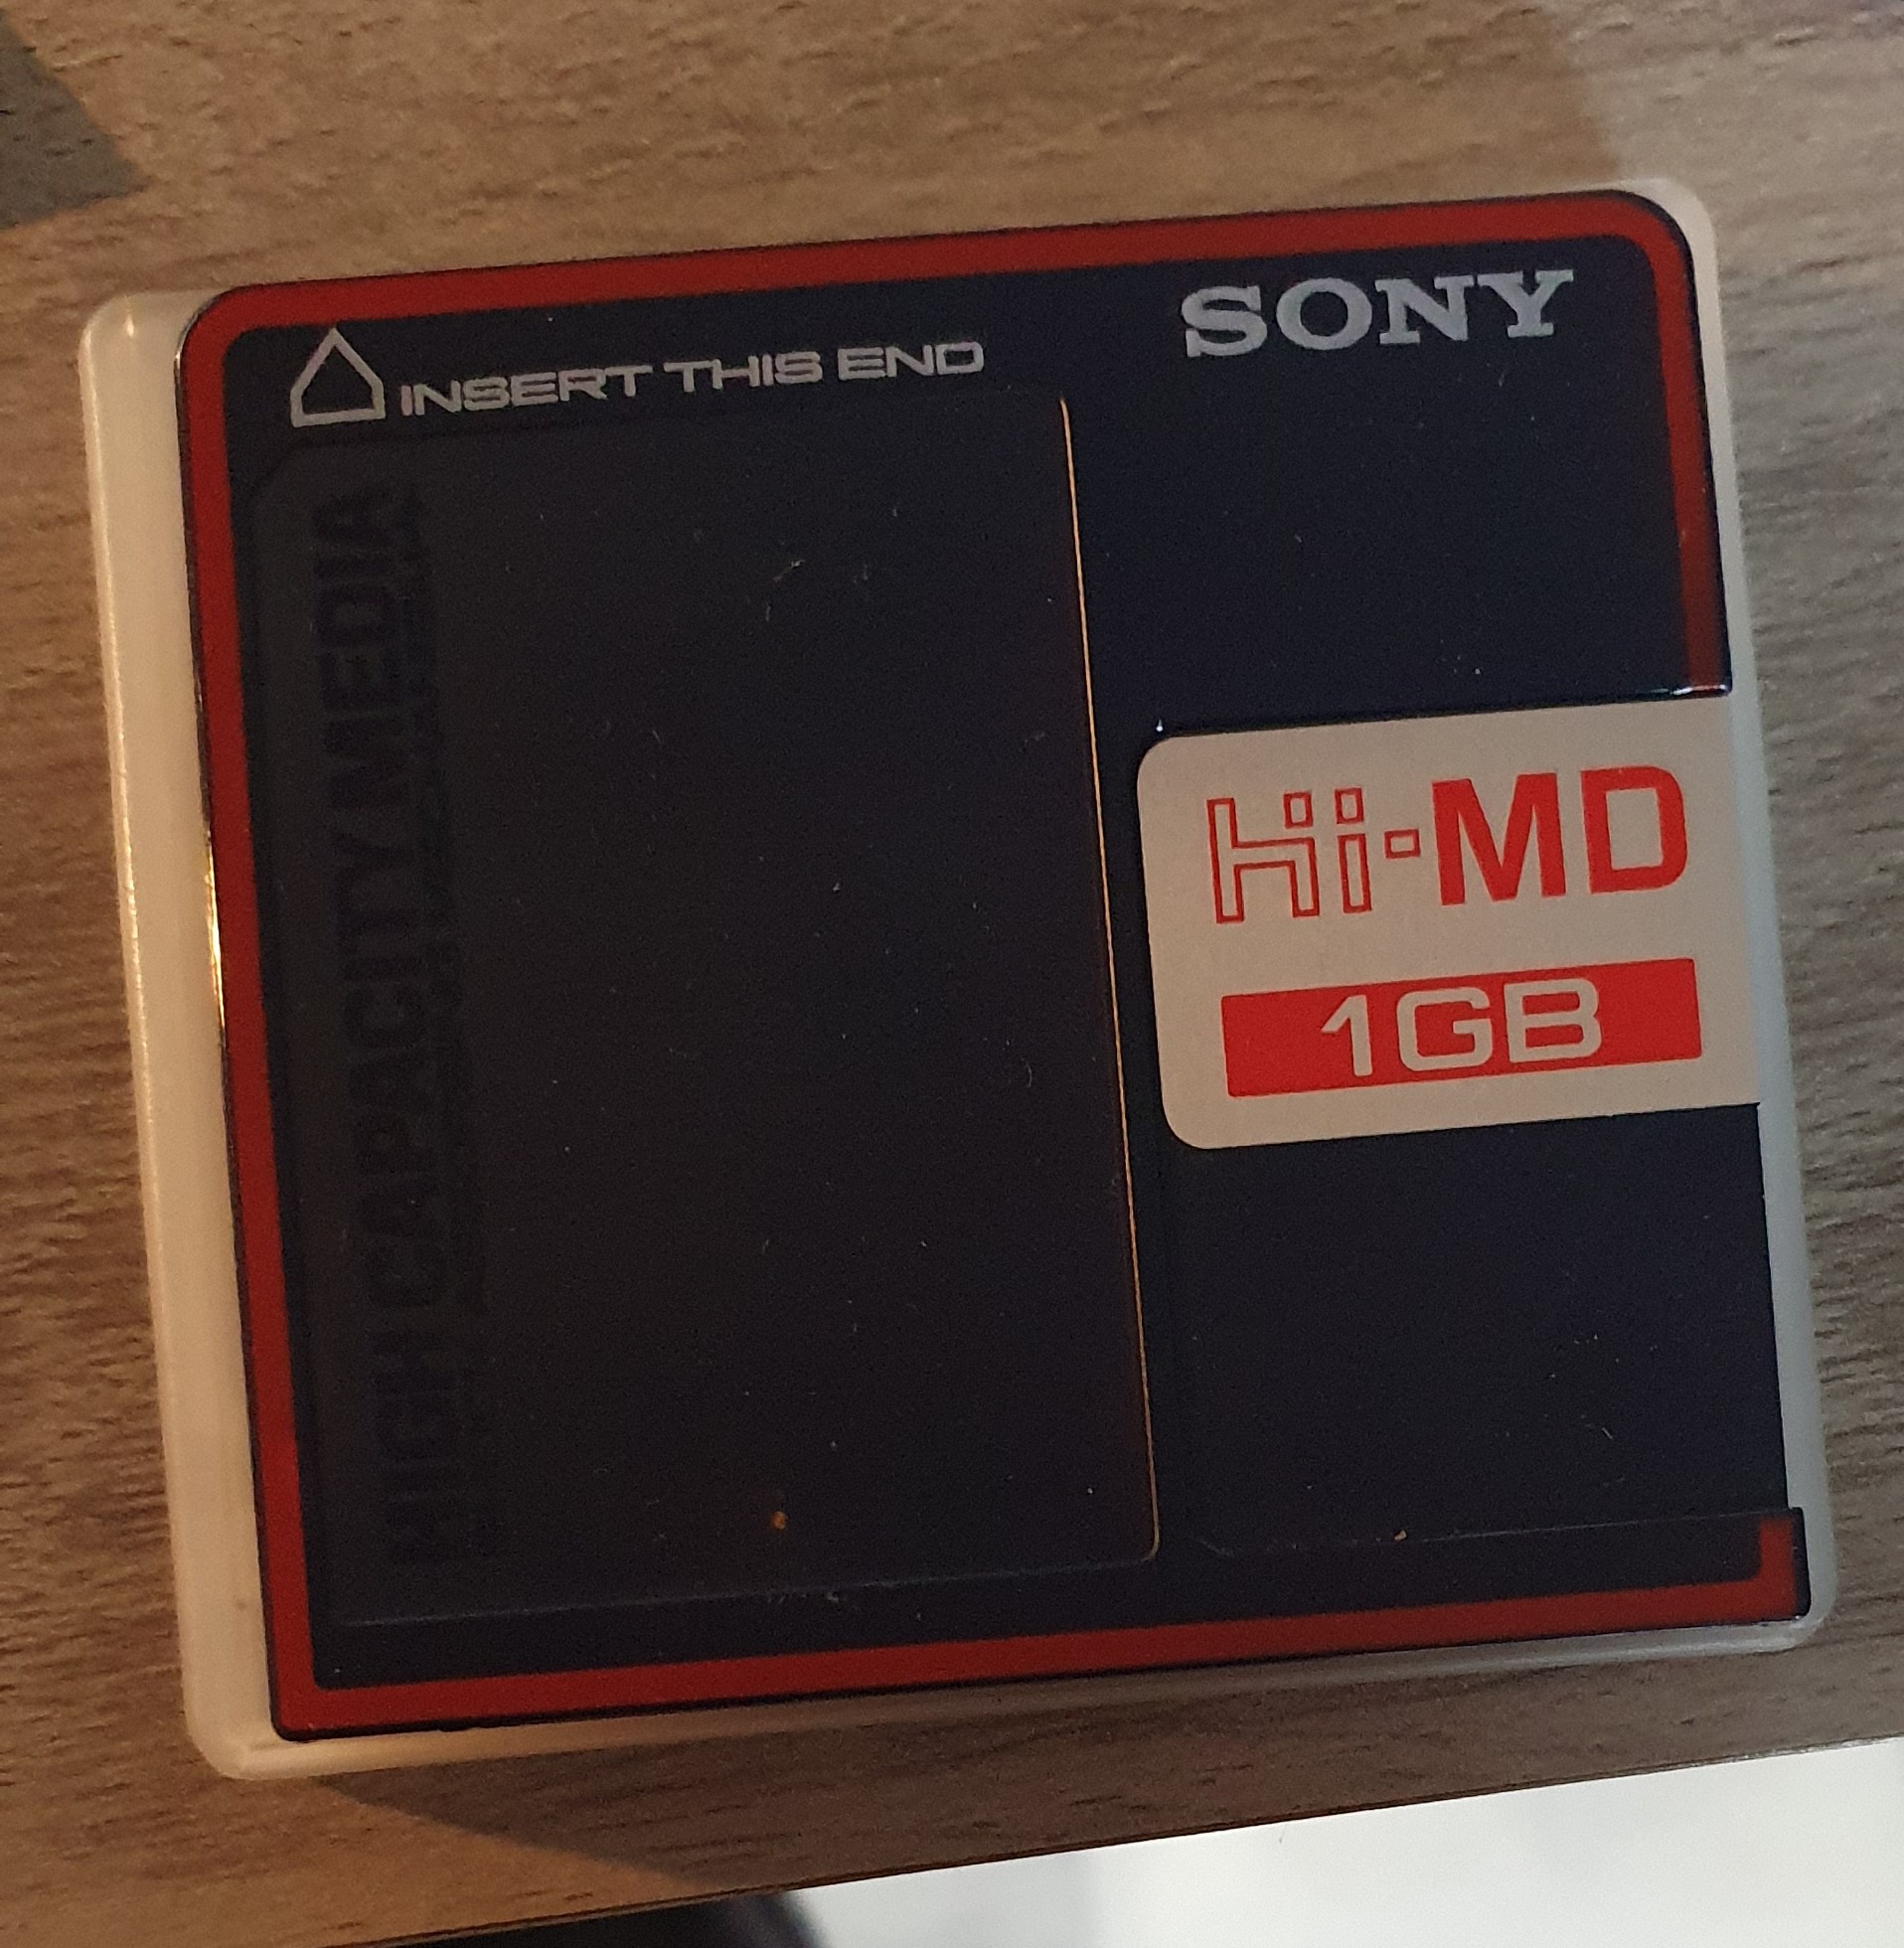 SONY
INSERT THIS END
HIGH CAPACITY MEDIA
Hi-MD
1GB